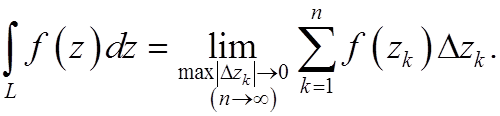 ∫_L f(z)dz = lim_{max|Δz_k|→0 (n→∞)} ∑_{k=1}^{n} f(z_k)Δz_k.